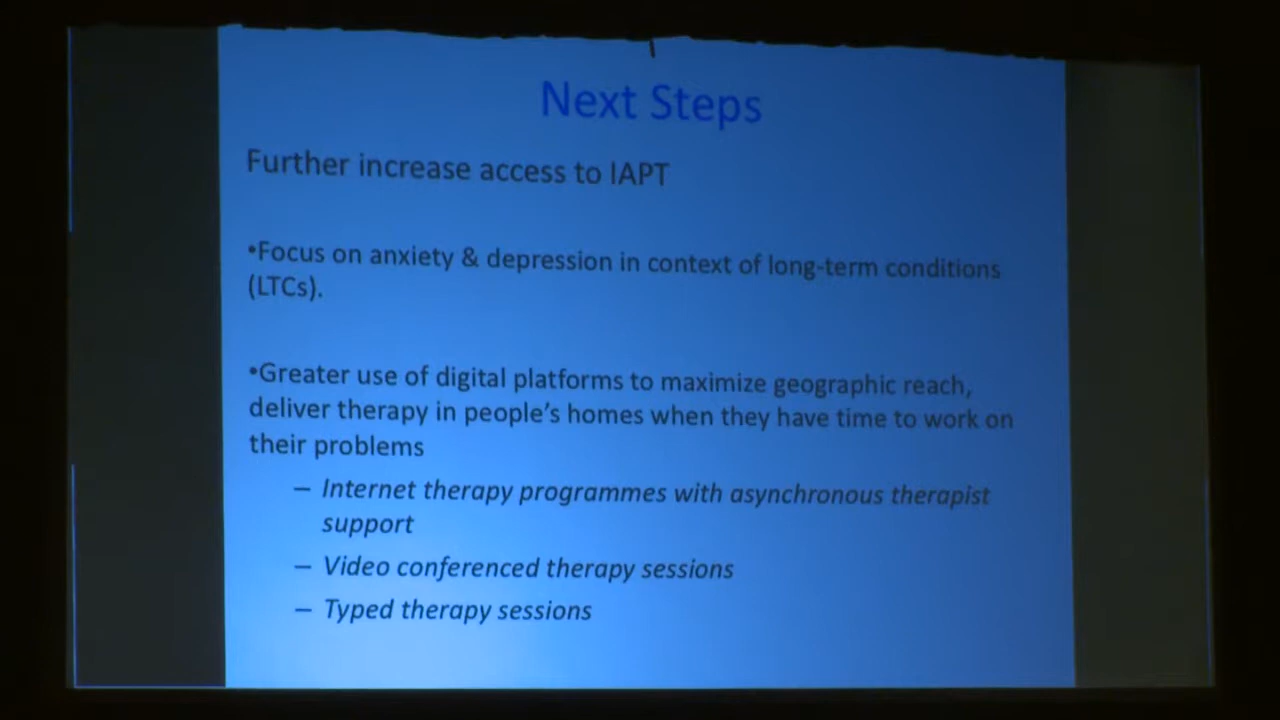 Next Steps
Further increase access to IAPT
•Focus on anxiety & depression in context of long-term conditions
(LTCs).
•Greater use of digital platforms to maximize geographic reach,
deliver therapy in people's homes when they have time to work on
their problems
– Internet therapy programmes with asynchronous therapist
support
– Video conferenced therapy sessions
– Typed therapy sessions